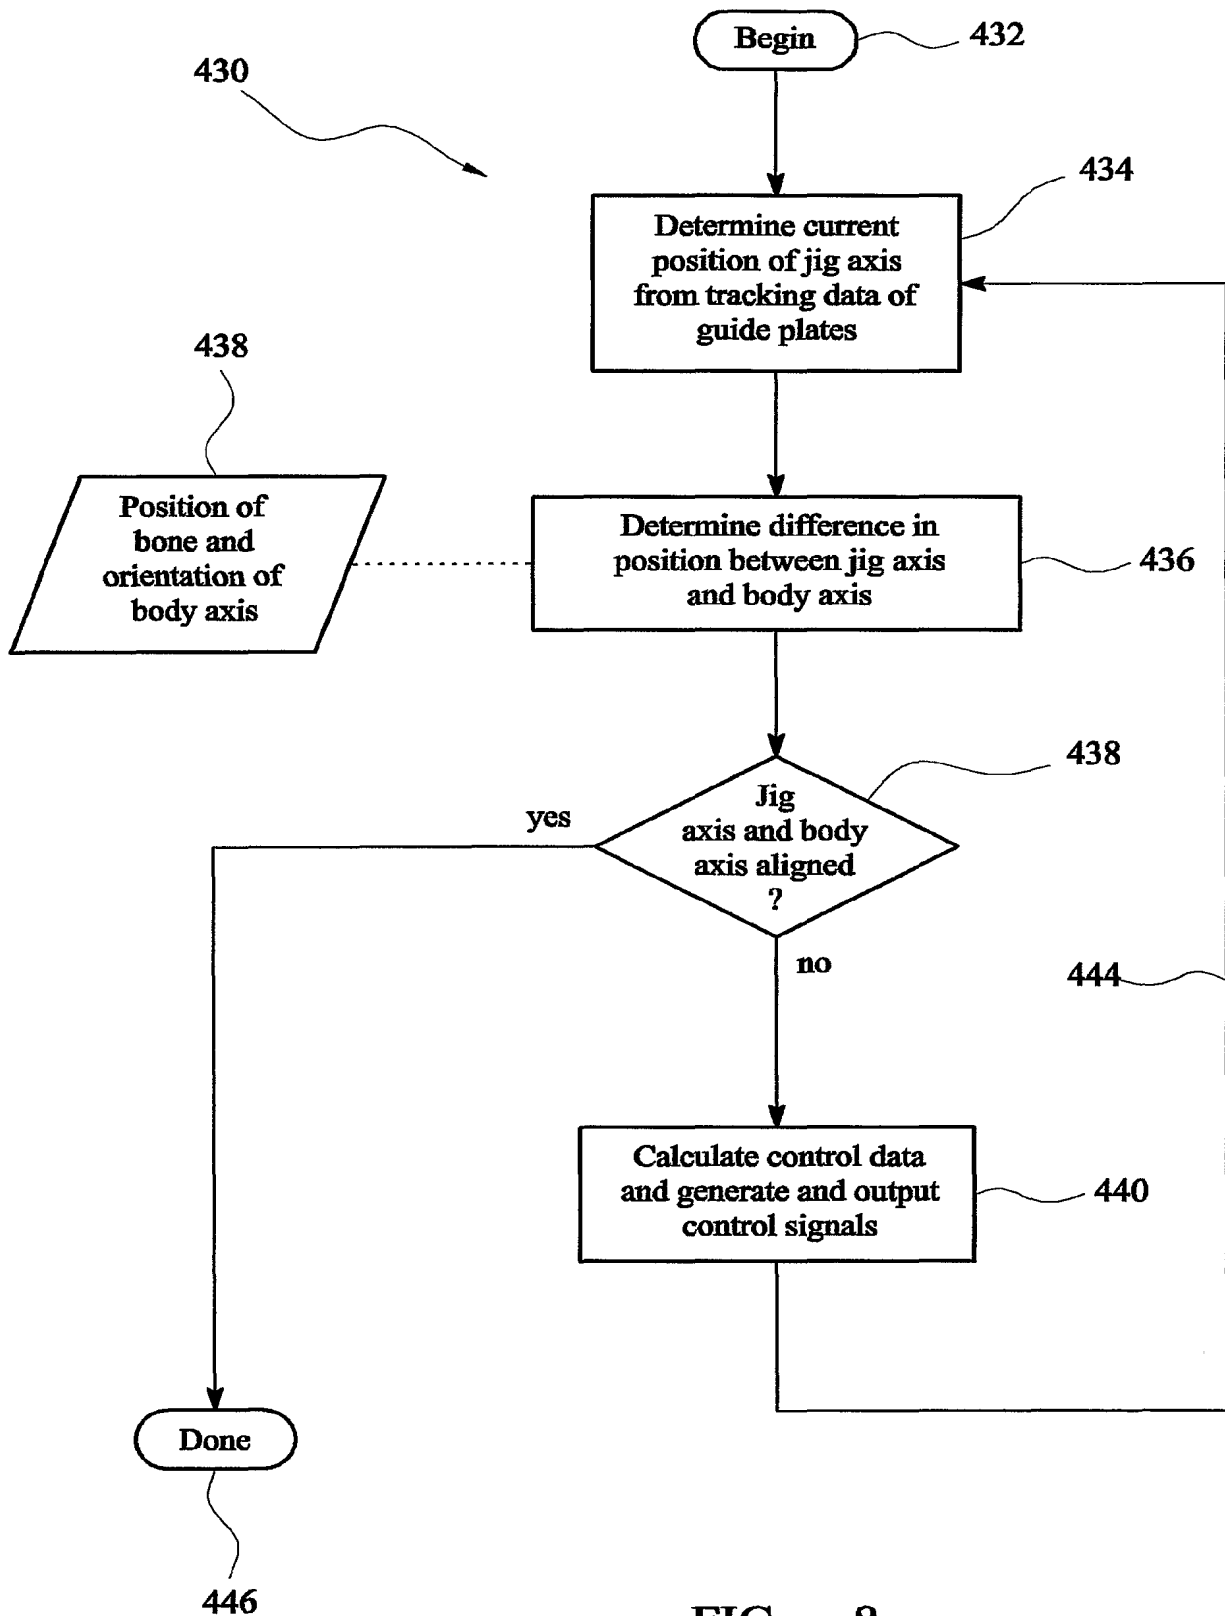 Begin
432
430
434
Determine current
position of jig axis
from tracking data of
guide plates
438
Position of
bone and
orientation of
body axis
Determine difference in
position between jig axis
and body axis
436
438
Jig
axis and body
axis aligned
?
yes
no
444
Calculate control data
and generate and output
control signals
440
Done
446